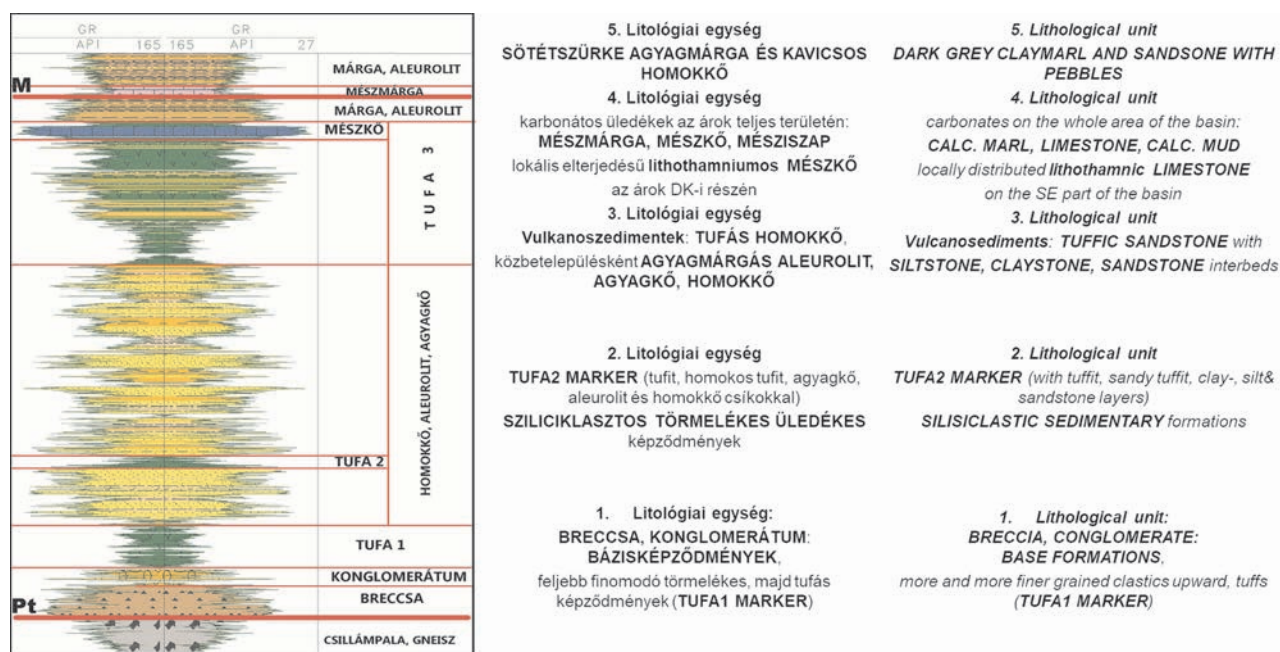 GR GR
API 165 165 API 27
M
MÁRGA, ALEUROLIT
MÉSZMÁRGA
MÁRGA, ALEUROLIT
MÉSZKŐ
TUFA 3
HOMOKKŐ, ALEUROLIT, AGYAGKŐ
TUFA 2
TUFA 1
KONGLOMERÁTUM
BRECCSA
Pt
CSILLÁMPALA, GNEISZ
5. Litológiai egység
SÖTÉTSZÜRKE AGYAGMÁRGA ÉS KAVICSOS
HOMOKKŐ
4. Litológiai egység
karbonátos üledékek az árok teljes területén:
MÉSZMÁRGA, MÉSZKŐ, MÉSZISZAP
lokális elterjedésű lithothamniumos MÉSZKŐ
az árok DK-i részén
3. Litológiai egység
Vulkanoszedimentek: TUFÁS HOMOKKŐ,
közbetelepülésként AGYAGMÁRGÁS ALEUROLIT,
AGYAGKŐ, HOMOKKŐ
2. Litológiai egység
TUFA2 MARKER (tufit, homokos tufit, agyagkő,
aleurolit és homokkő csíkokkal)
SZILICIKLASZTOS TÖRMELÉKES ÜLEDÉKES
képződmények
1. Litológiai egység:
BRECCSA, KONGLOMERÁTUM:
BÁZISKÉPZŐDMÉNYEK,
feljebb finomodó törmelékes, majd tufás
képződmények (TUFA1 MARKER)
5. Lithological unit
DARK GREY CLAYMARL AND SANDSONE WITH
PEBBLES
4. Lithological unit
carbonates on the whole area of the basin:
CALC. MARL, LIMESTONE, CALC. MUD
locally distributed lithothamnic LIMESTONE
on the SE part of the basin
3. Lithological unit
Vulcanosediments: TUFFIC SANDSTONE with
SILTSTONE, CLAYSTONE, SANDSTONE interbeds
2. Lithological unit
TUFA2 MARKER (with tuffit, sandy tuffit, clay-, silt&
sandstone layers)
SILISICLASTIC SEDIMENTARY formations
1. Lithological unit:
BRECCIA, CONGLOMERATE:
BASE FORMATIONS,
more and more finer grained clastics upward, tuffs
(TUFA1 MARKER)